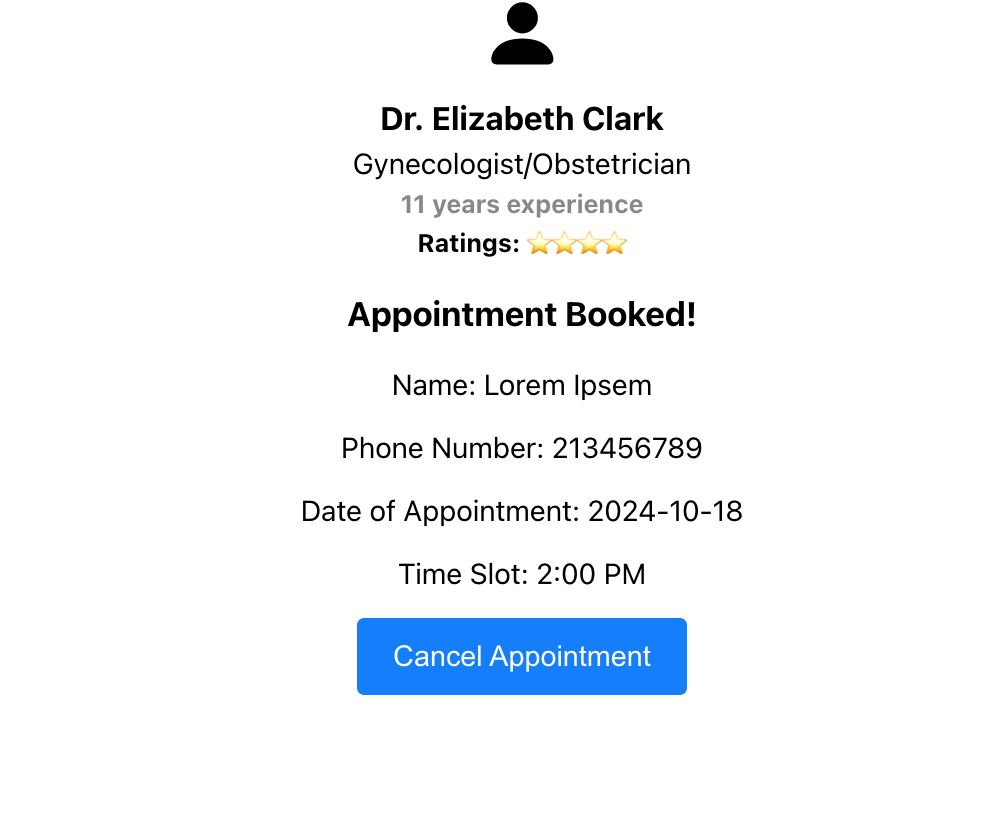 Dr. Elizabeth Clark
Gynecologist/Obstetrician
11 years experience
Ratings: ⭐⭐⭐⭐
Appointment Booked!
Name: Lorem Ipsem
Phone Number: 213456789
Date of Appointment: 2024-10-18
Time Slot: 2:00 PM
Cancel Appointment